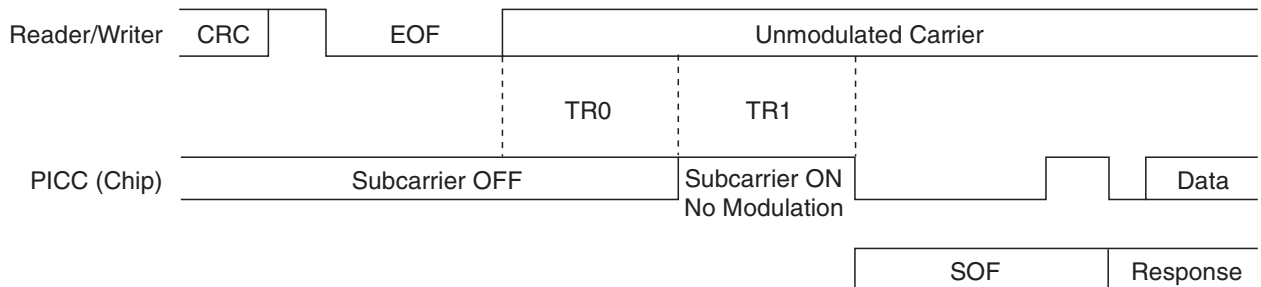 Reader/Writer CRC EOF Unmodulated Carrier
TR0 TR1
PICC (Chip) Subcarrier OFF Subcarrier ON No Modulation Data
SOF Response